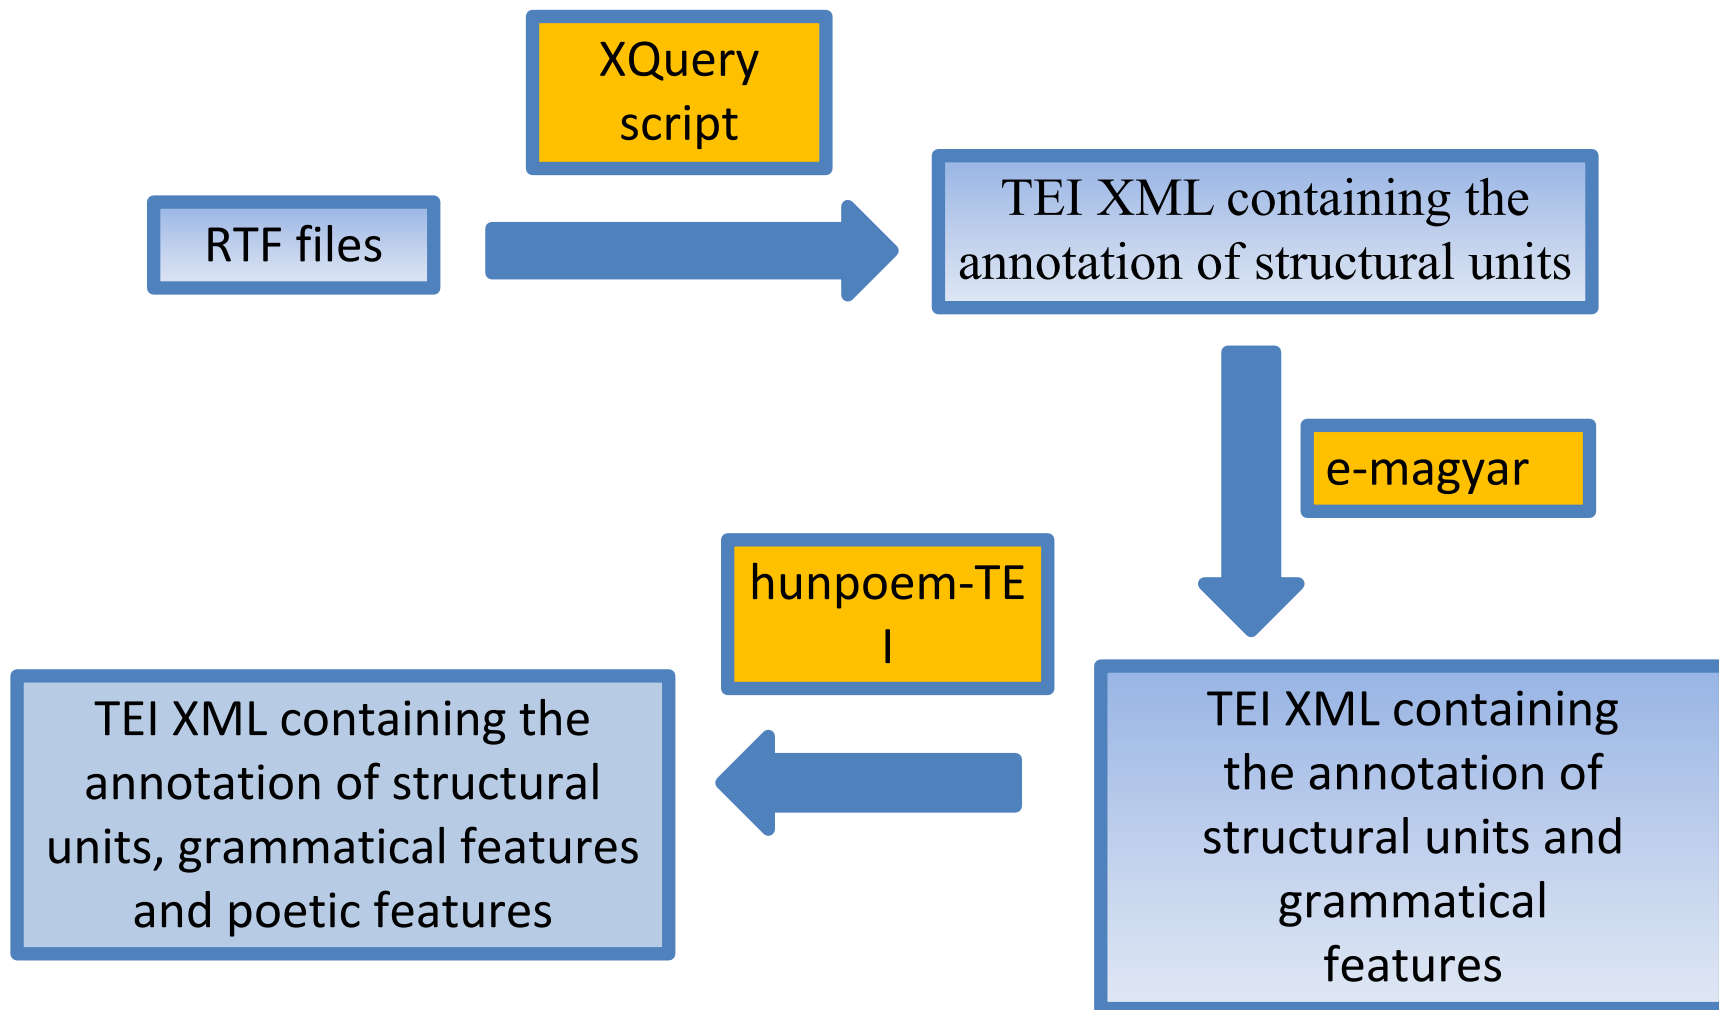 XQuery
script
RTF files
TEI XML containing the
annotation of structural units
e-magyar
hunpoem-TE
I
TEI XML containing
the annotation of
structural units and
grammatical
features
TEI XML containing the
annotation of structural
units, grammatical features
and poetic features